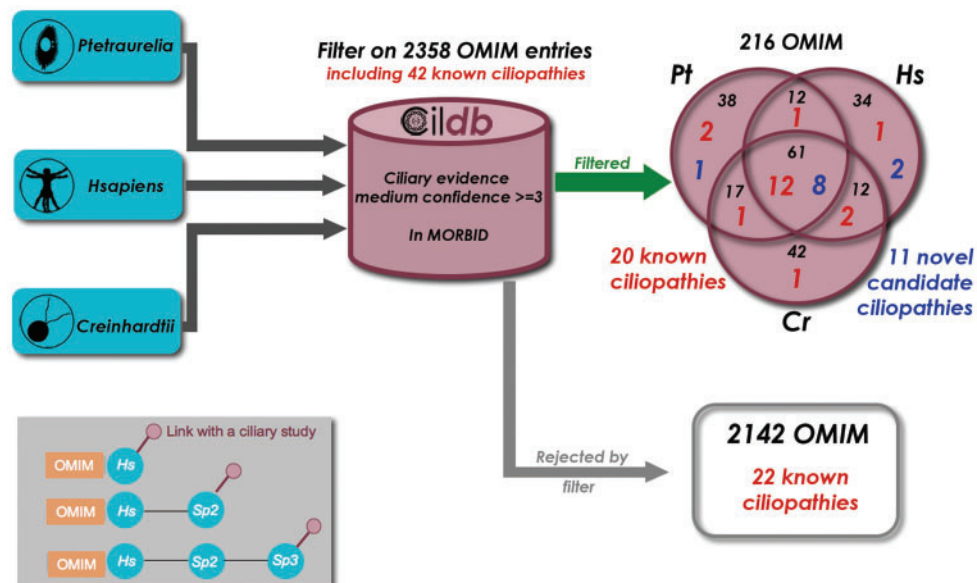 Ptetraurelia
Hsapiens
Creinhardtii
Filter on 2358 OMIM entries
including 42 known ciliopathies
Cildb
Ciliary evidence
medium confidence >=3
In MORBID
Filtered
216 OMIM
Pt
Hs
38
12
34
2
1
1
1
61
2
12
8
17
12
1
2
42
1
20 known
ciliopathies
11 novel
candidate
ciliopathies
Cr
Rejected by
filter
2142 OMIM
22 known
ciliopathies
Link with a ciliary study
OMIM Hs
OMIM Hs Sp2
OMIM Hs Sp2 Sp3